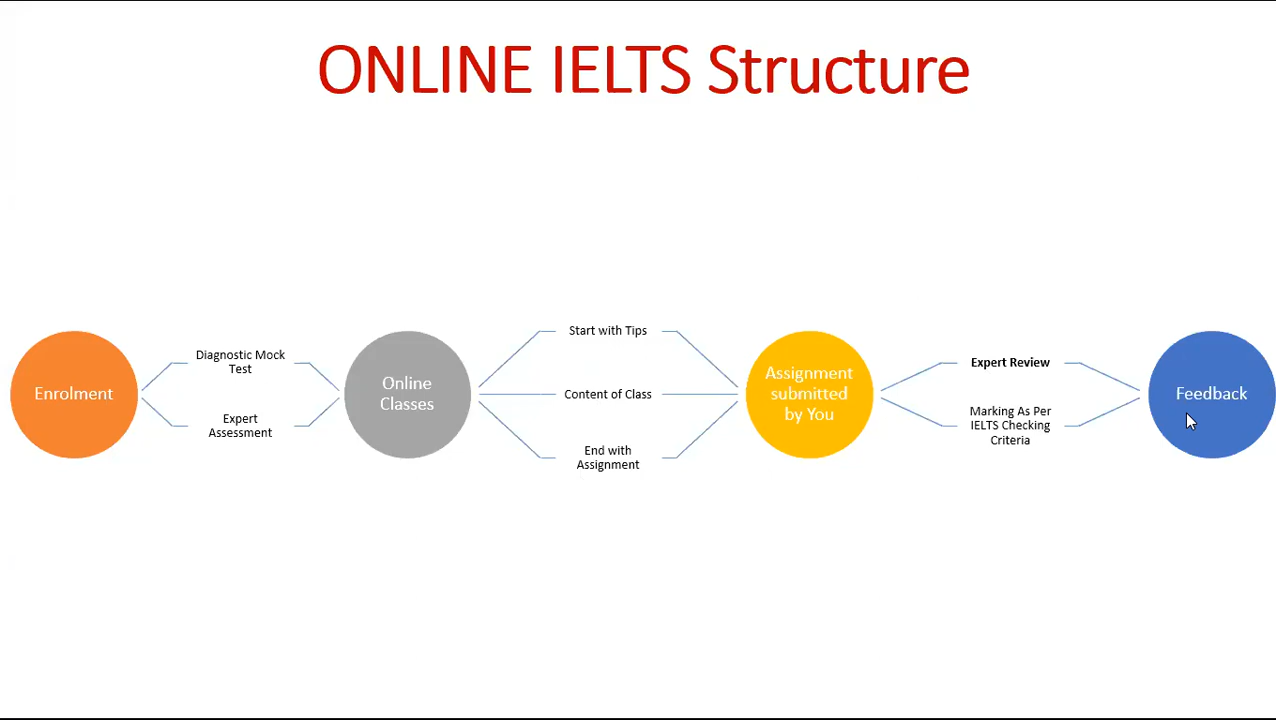 ONLINE IELTS Structure
Enrolment
Diagnostic Mock
Test
Expert
Assessment
Online
Classes
Start with Tips
Content of Class
End with
Assignment
Assignment
submitted
by You
Expert Review
Marking As Per
IELTS Checking
Criteria
Feedback